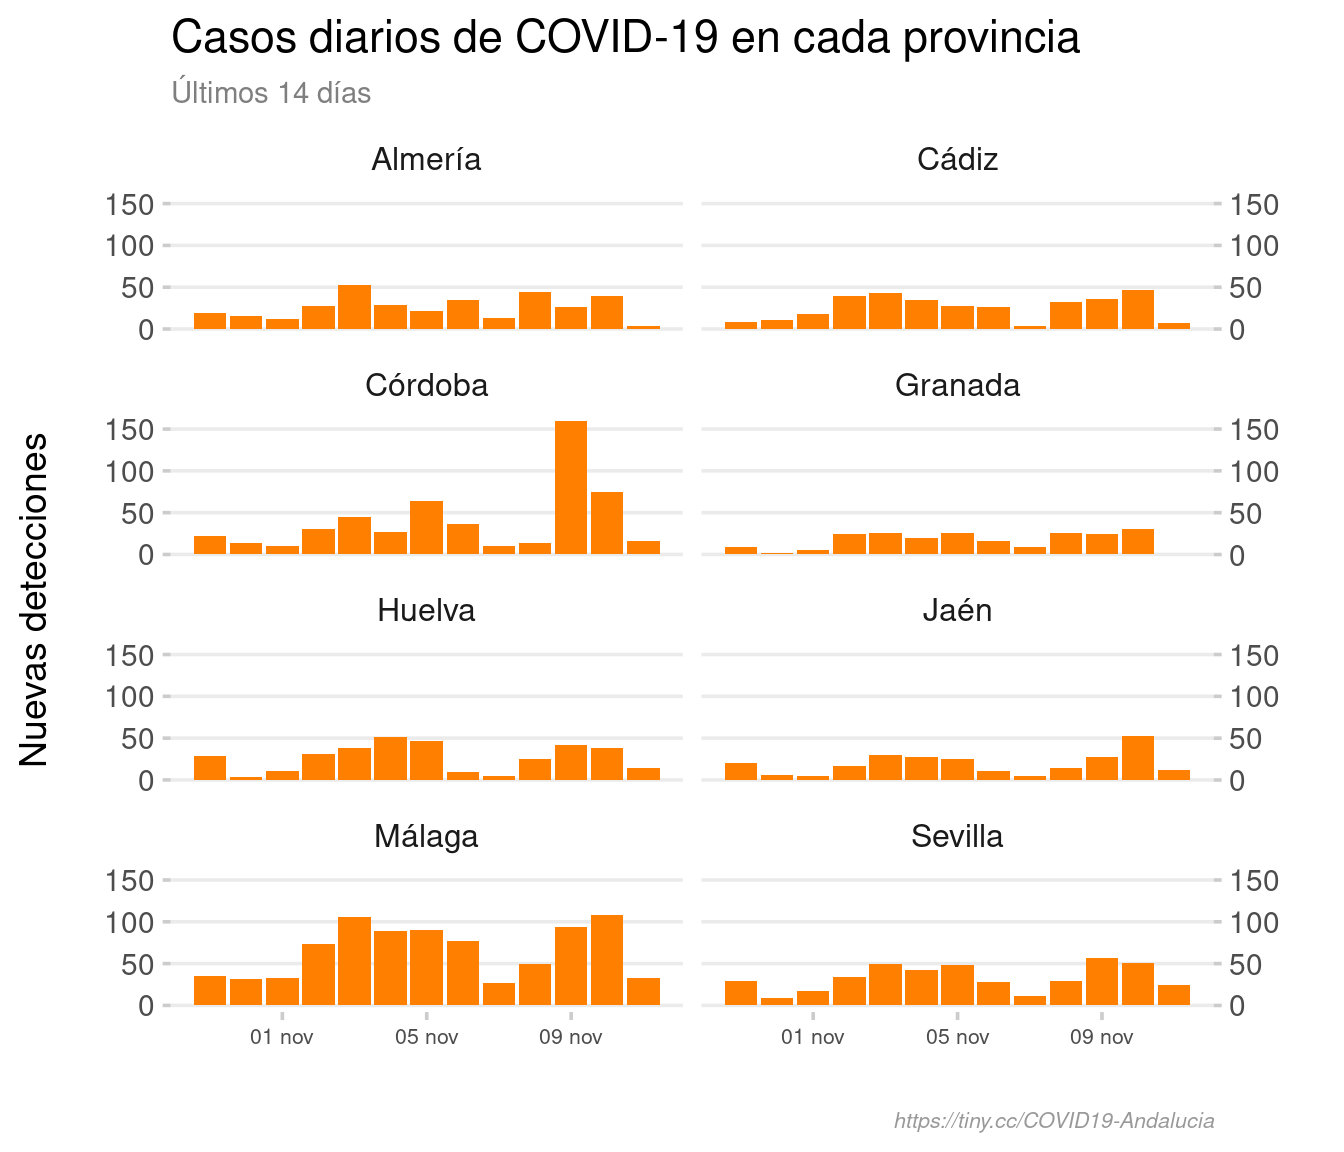 Casos diarios de COVID-19 en cada provincia
Últimos 14 días
Nuevas detecciones
Almería
Cádiz
150
100
50
0
150
100
50
0
Córdoba
Granada
150
100
50
0
150
100
50
0
Huelva
Jaén
150
100
50
0
150
100
50
0
Málaga
Sevilla
150
100
50
0
150
100
50
0
01 nov 05 nov 09 nov
01 nov 05 nov 09 nov
https://tiny.cc/COVID19-Andalucia